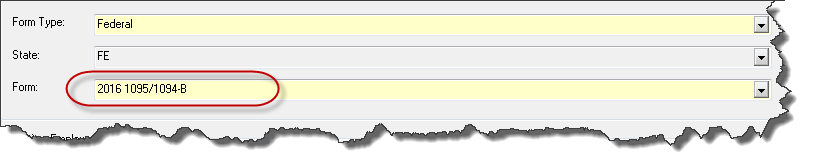 Form Type: Federal
State: FE
Form: 2016 1095/1094-B